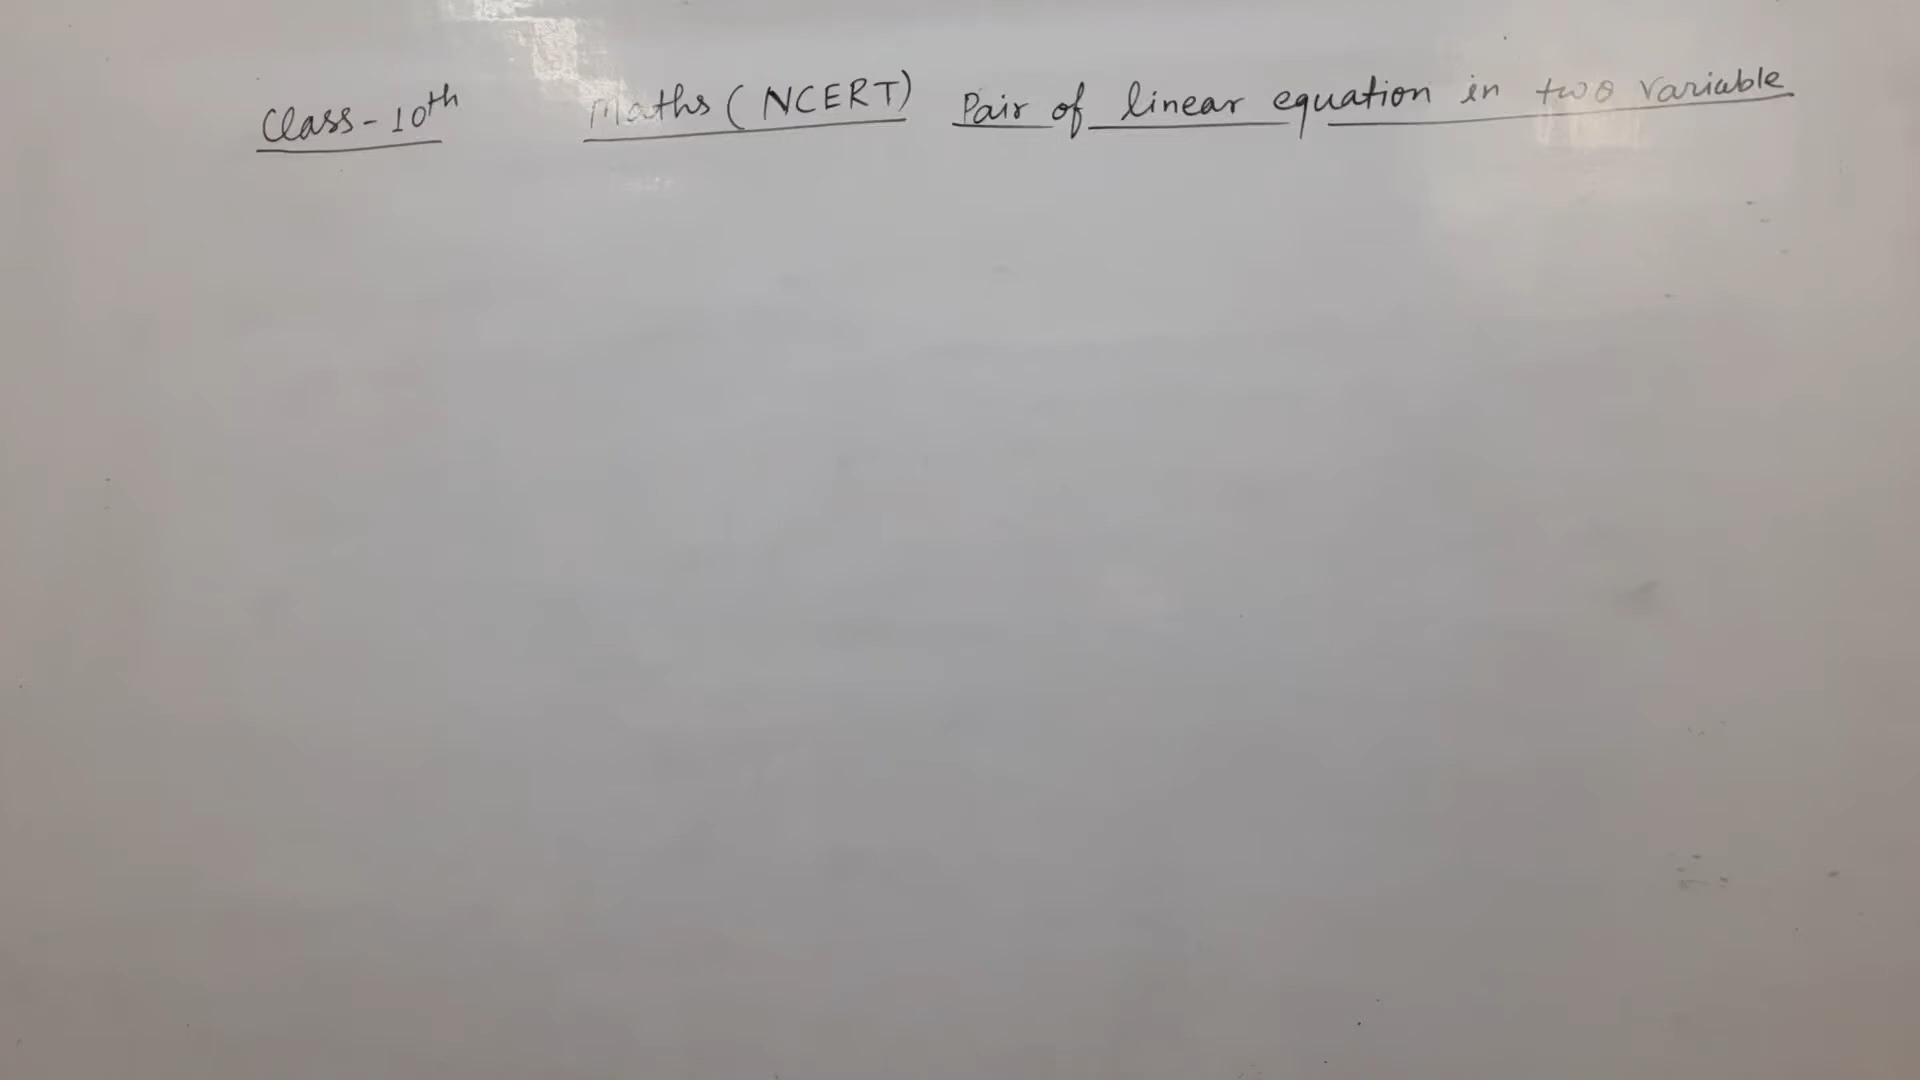 Class - 10th Maths (NCERT) Pair of linear equation in two variable